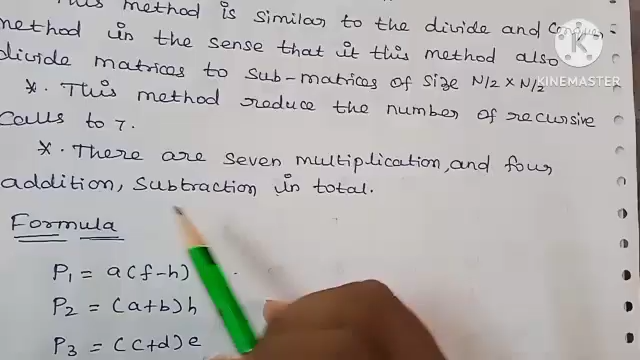 This method is similar to the divide and conquer
method in the sense that it this method also
divide matrices to sub-matrices of size N/2 x N/2
*. This method reduce the number of recursive
calls to 7.
*. There are seven multiplication, and four
addition, subtraction in total.
Formula
P1 = a(f-h)
P2 = (a+b)h
P3 = (c+d)e
KINEMASTER